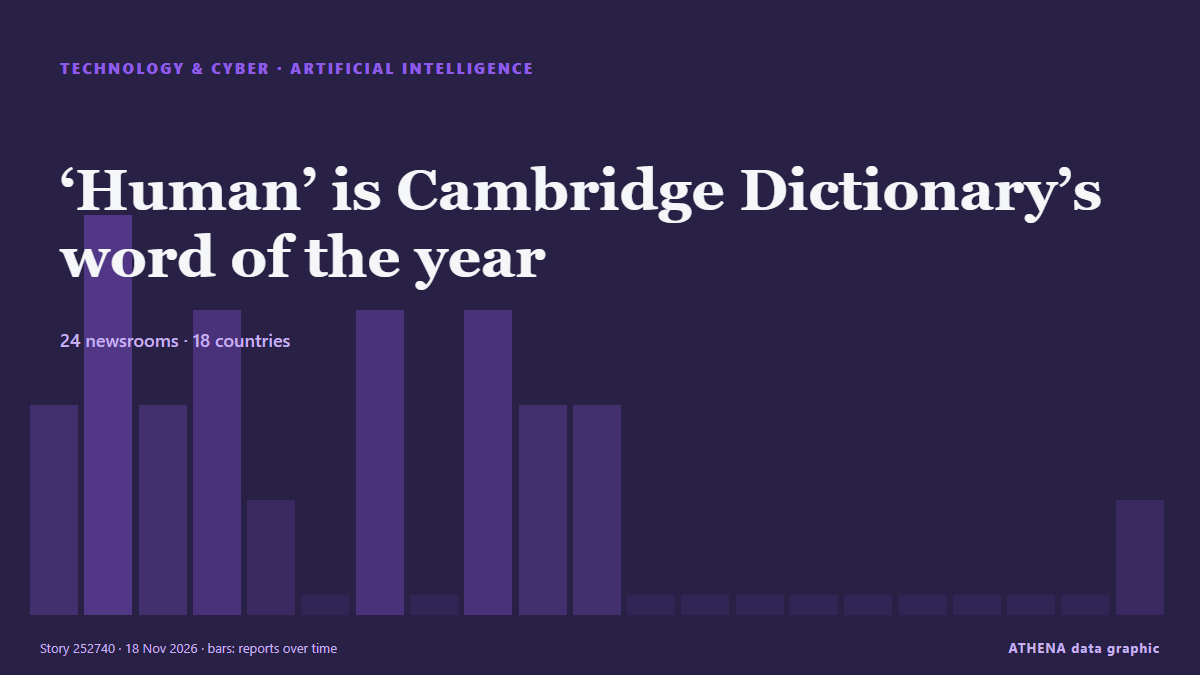 TECHNOLOGY & CYBER · ARTIFICIAL INTELLIGENCE
‘Human’ is Cambridge Dictionary’s
word of the year
24 newsrooms · 18 countries
Story 252740 · 18 Nov 2026 · bars: reports over time
ATHENA data graphic